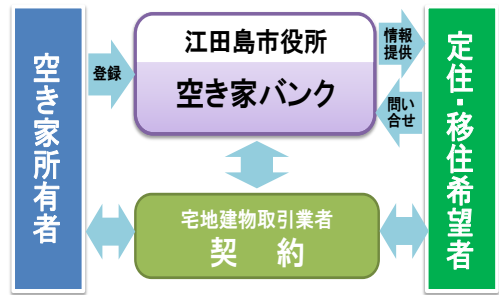 空き家所有者
登録
江田島市役所
空き家バンク
情報
提供
問い
合せ
宅地建物取引業者
契　約
定住・移住希望者